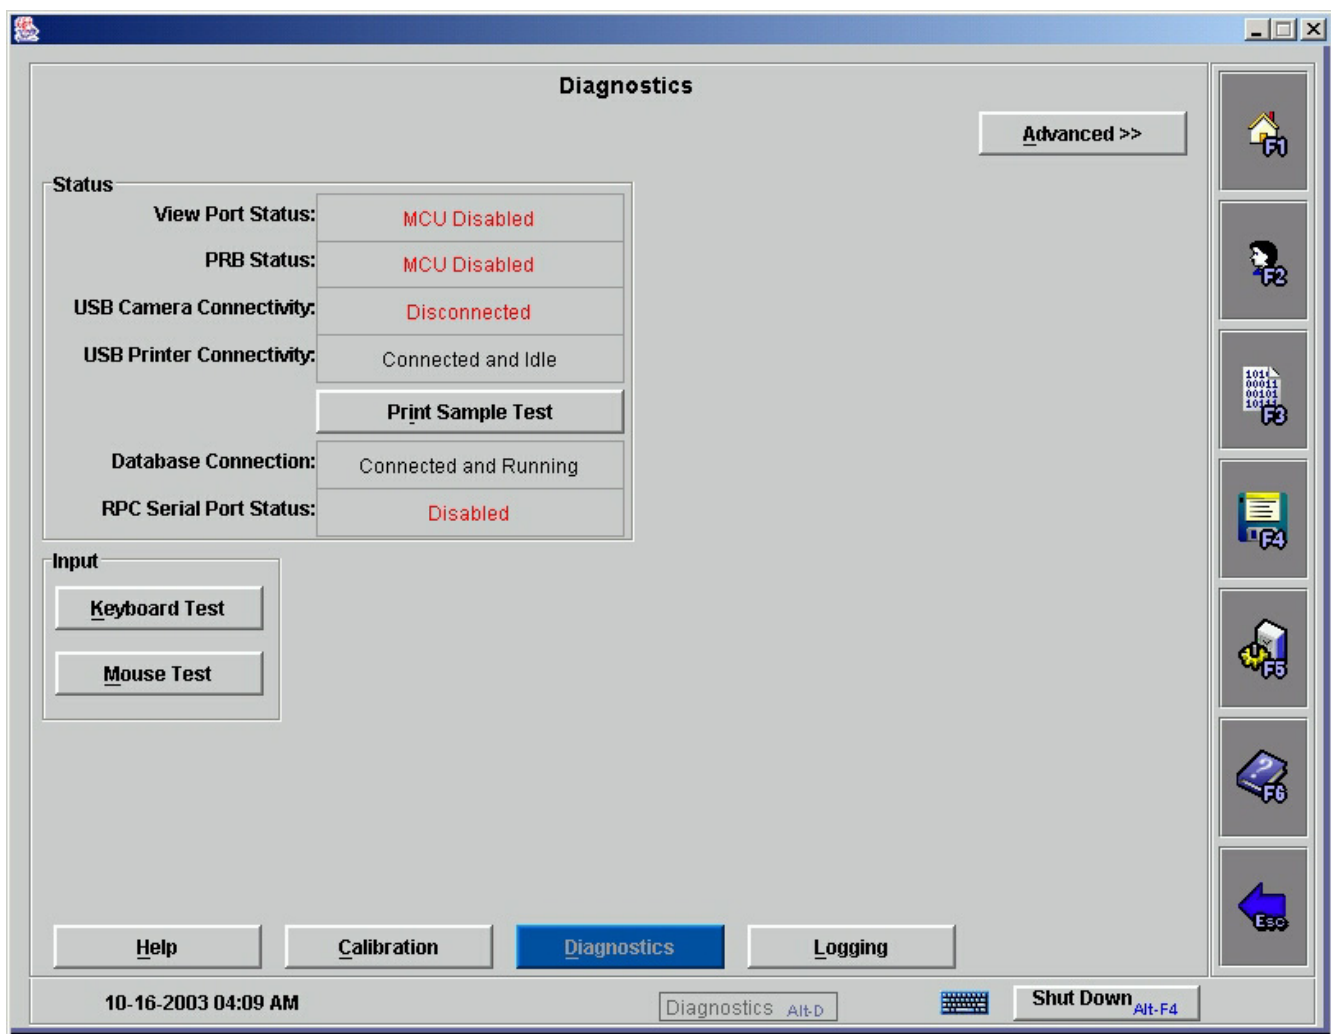 Diagnostics
Advanced >>
F1
Status
View Port Status: MCU Disabled
PRB Status: MCU Disabled
F2
USB Camera Connectivity: Disconnected
USB Printer Connectivity: Connected and Idle
Print Sample Test
F3
Database Connection: Connected and Running
RPC Serial Port Status: Disabled
F4
Input
Keyboard Test
Mouse Test
F5
F6
Esc
Help Calibration Diagnostics Logging
10-16-2003 04:09 AM Diagnostics Alt-D Shut Down Alt-F4